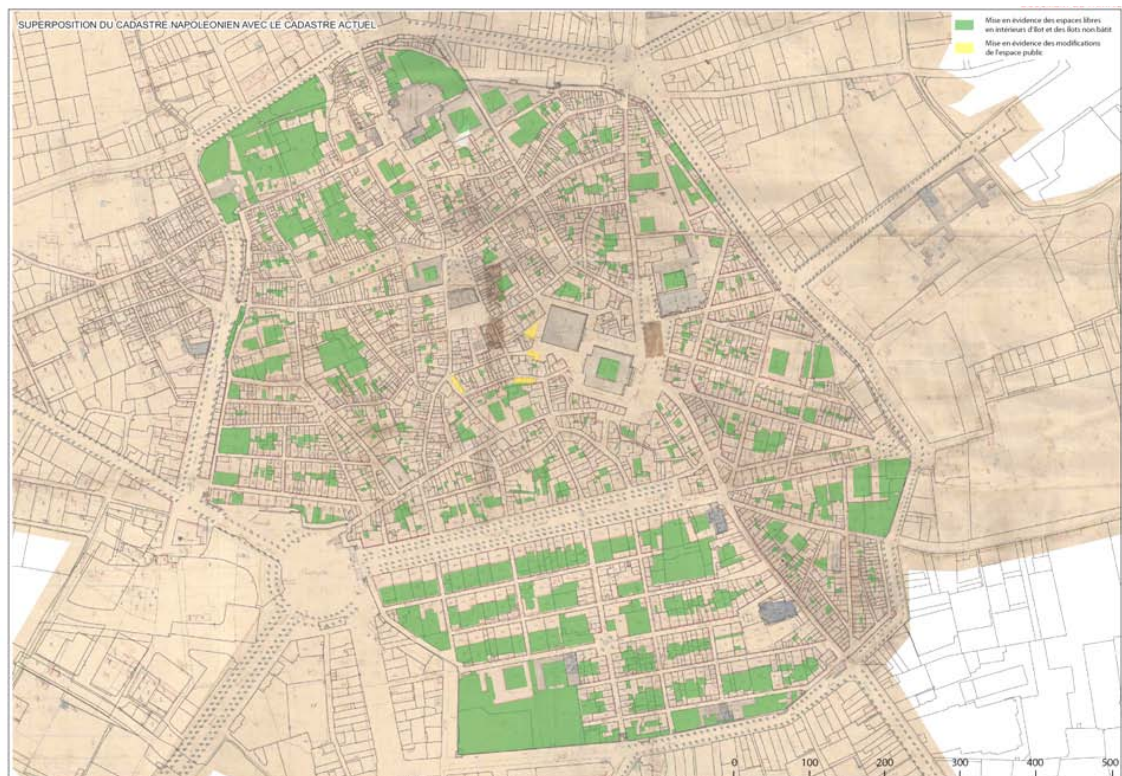 SUPERPOSITION DU CADASTRE NAPOLEONIEN AVEC LE CADASTRE ACTUEL
Mise en évidence des espaces libres
en intérieurs d'îlot et des îlots non bâtit
Mise en évidence des modifications
de l'espace public
0 100 200 300 400 500